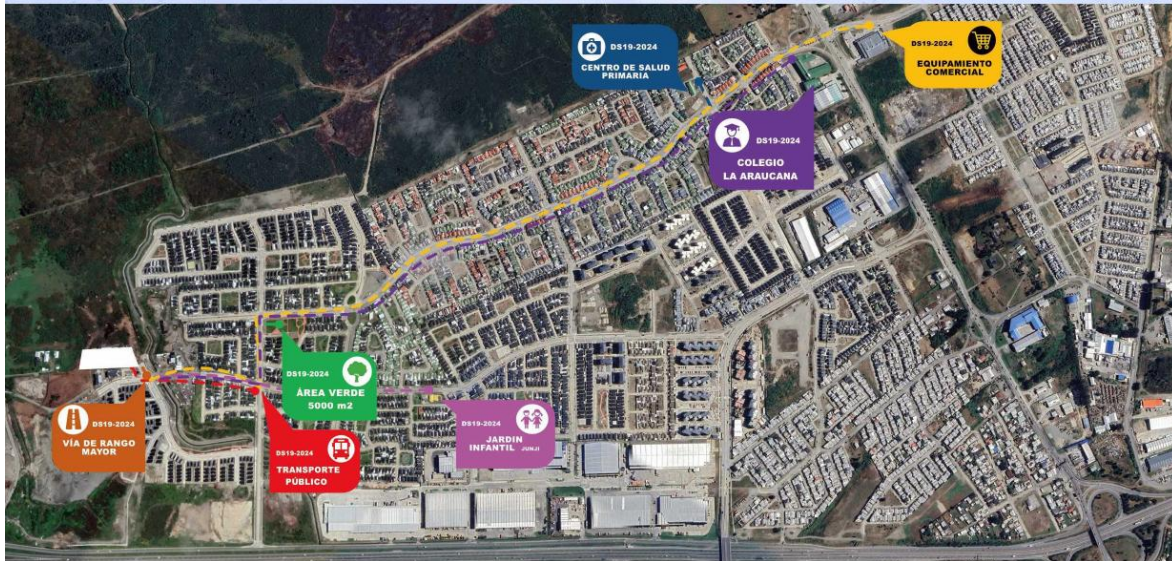 DS19-2024
CENTRO DE SALUD
PRIMARIA
DS19-2024
EQUIPAMIENTO
COMERCIAL
DS19-2024
COLEGIO
LA ARAUCANA
DS19-2024
ÁREA VERDE
5000 m2
DS19-2024
VÍA DE RANGO
MAYOR
DS19-2024
TRANSPORTE
PÚBLICO
DS19-2024
JARDIN
INFANTIL JUNJI